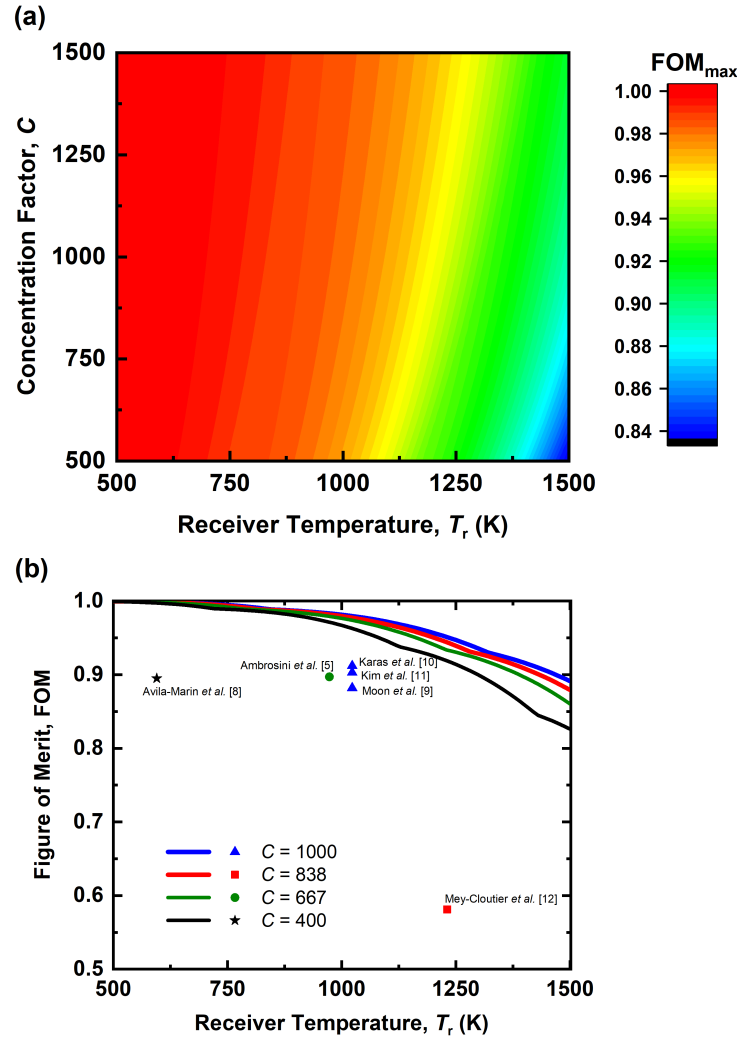 (a)
FOMmax
1500
1250
1000
750
500
Concentration Factor, C
500
750
1000
1250
1500
Receiver Temperature, Tr (K)
1.00
0.98
0.96
0.94
0.92
0.90
0.88
0.86
0.84
(b)
1.0
0.9
0.8
0.7
0.6
0.5
Figure of Merit, FOM
Ambrosini et al. [5]
Karas et al. [10]
Kim et al. [11]
Moon et al. [9]
Avila-Marin et al. [8]
C = 1000
C = 838
C = 667
C = 400
Mey-Cloutier et al. [12]
500
750
1000
1250
1500
Receiver Temperature, Tr (K)